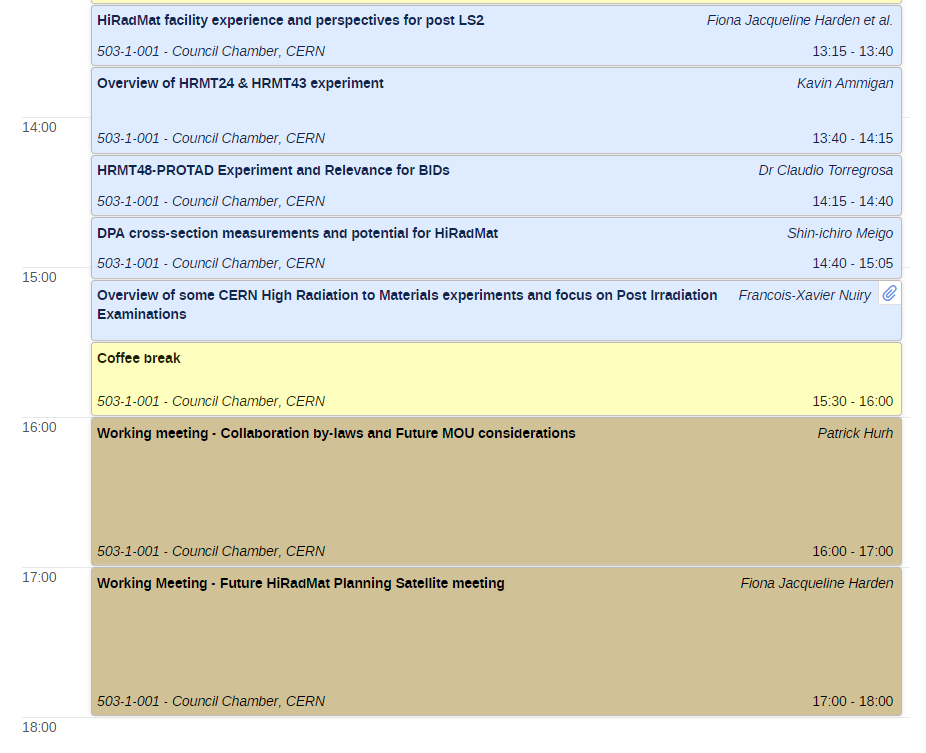 HiRadMat facility experience and perspectives for post LS2 Fiona Jacqueline Harden et al.
503-1-001 - Council Chamber, CERN 13:15 - 13:40
Overview of HRMT24 & HRMT43 experiment Kavin Ammigan
14:00
503-1-001 - Council Chamber, CERN 13:40 - 14:15
HRMT48-PROTAD Experiment and Relevance for BIDs Dr Claudio Torregrosa
503-1-001 - Council Chamber, CERN 14:15 - 14:40
DPA cross-section measurements and potential for HiRadMat Shin-ichiro Meigo
503-1-001 - Council Chamber, CERN 14:40 - 15:05
15:00
Overview of some CERN High Radiation to Materials experiments and focus on Post Irradiation Francois-Xavier Nuiry
Examinations
Coffee break
503-1-001 - Council Chamber, CERN 15:30 - 16:00
16:00
Working meeting - Collaboration by-laws and Future MOU considerations Patrick Hurh
503-1-001 - Council Chamber, CERN 16:00 - 17:00
17:00
Working Meeting - Future HiRadMat Planning Satellite meeting Fiona Jacqueline Harden
503-1-001 - Council Chamber, CERN 17:00 - 18:00
18:00